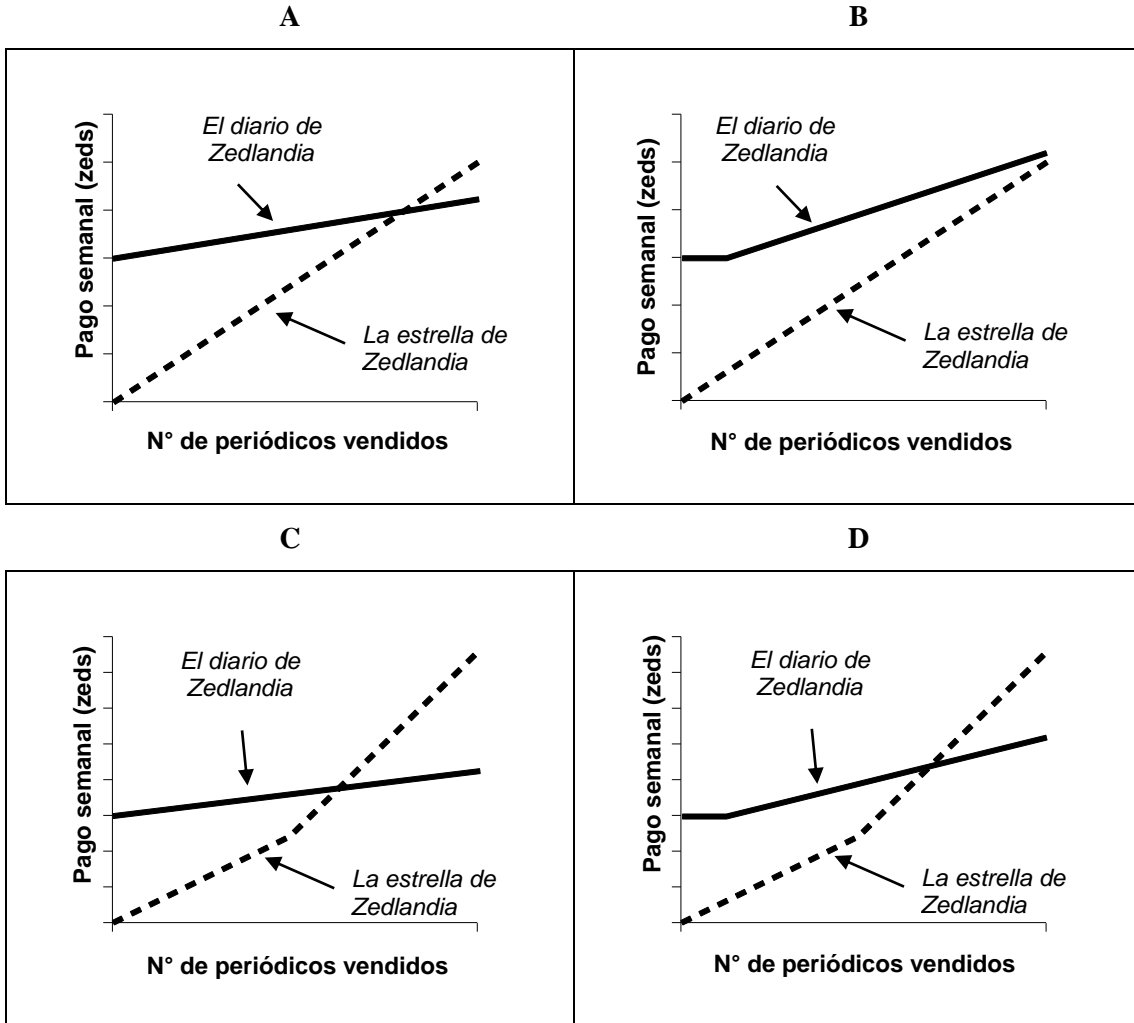 A
B
Pago semanal (zeds)
El diario de
Zedlandia
La estrella de
Zedlandia
N° de periódicos vendidos
Pago semanal (zeds)
El diario de
Zedlandia
La estrella de
Zedlandia
N° de periódicos vendidos
C
D
Pago semanal (zeds)
El diario de
Zedlandia
La estrella de
Zedlandia
N° de periódicos vendidos
Pago semanal (zeds)
El diario de
Zedlandia
La estrella de
Zedlandia
N° de periódicos vendidos